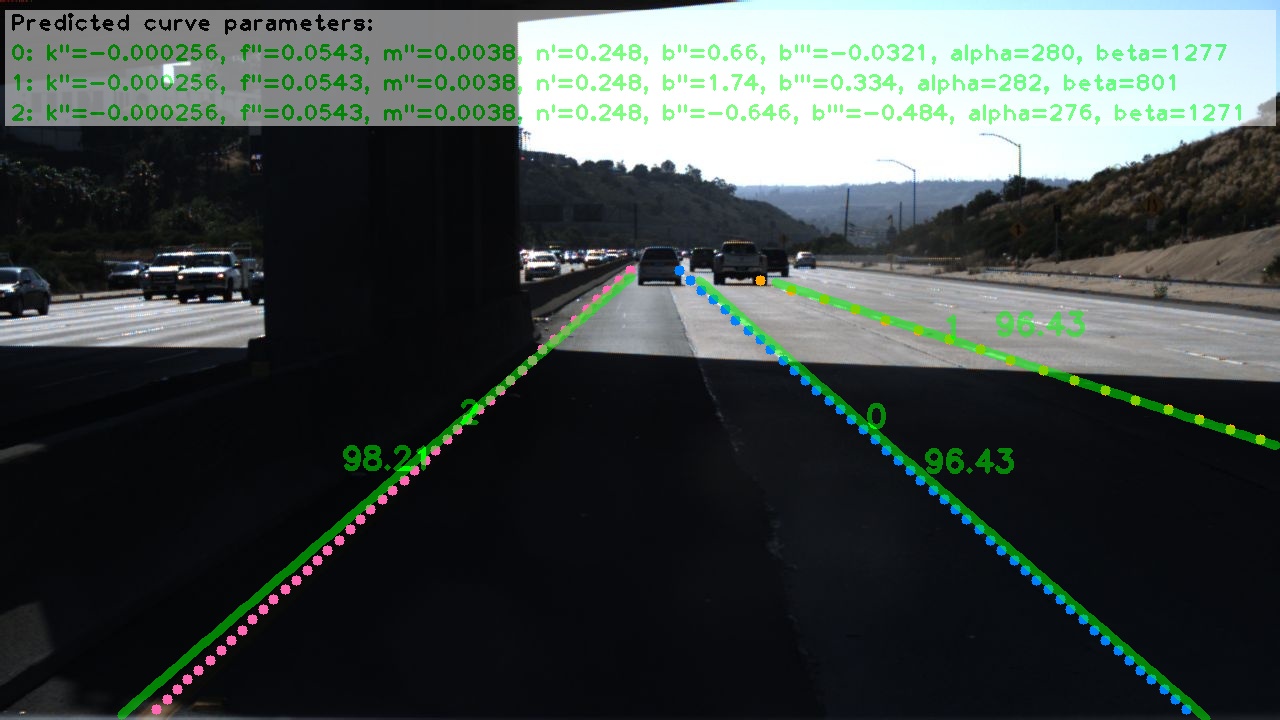 Predicted curve parameters:
0: k''=-0.000256, f''=0.0543, m''=0.0038, n'=0.248, b''=0.66, b'''=-0.0321, alpha=280, beta=1277
1: k''=-0.000256, f''=0.0543, m''=0.0038, n'=0.248, b''=1.74, b'''=0.334, alpha=282, beta=801
2: k''=-0.000256, f''=0.0543, m''=0.0038, n'=0.248, b''=-0.646, b'''=-0.484, alpha=276, beta=1271
1 96.43
2 0
98.21 96.43